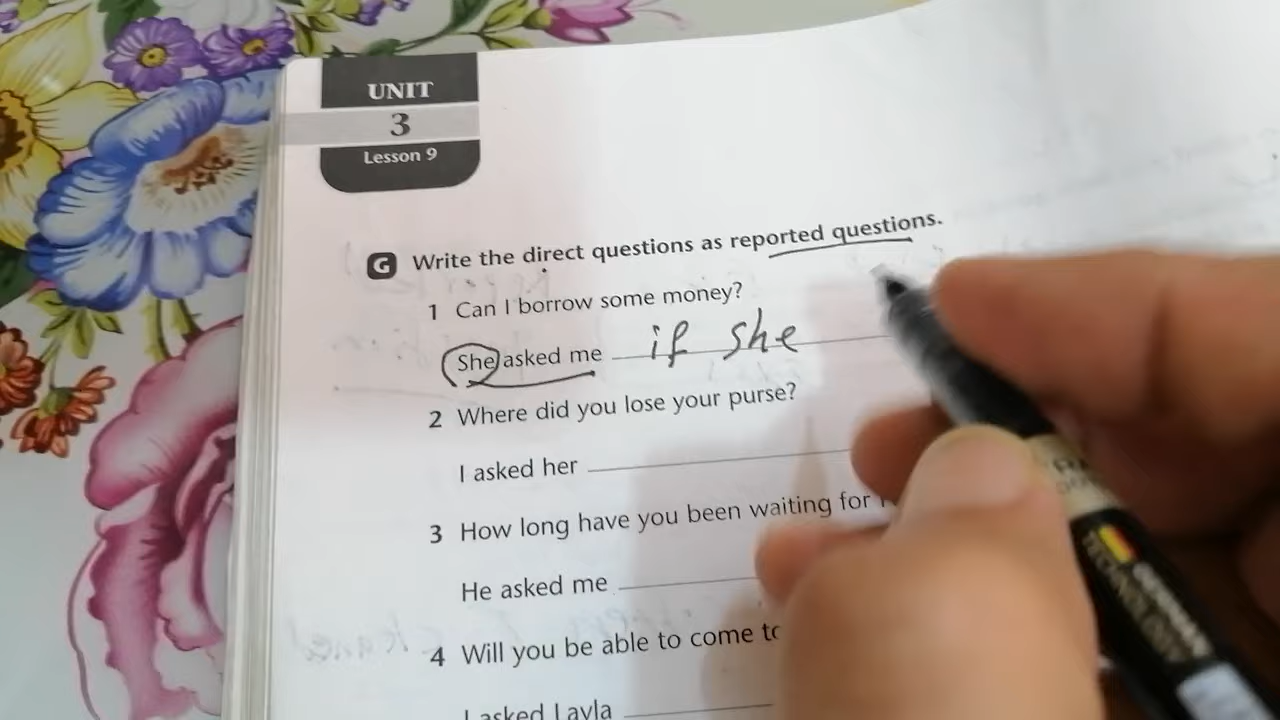 UNIT
3
Lesson 9
G Write the direct questions as reported questions.
1 Can I borrow some money?
She asked me if she
2 Where did you lose your purse?
I asked her
3 How long have you been waiting for
He asked me
4 Will you be able to come to
I asked Layla